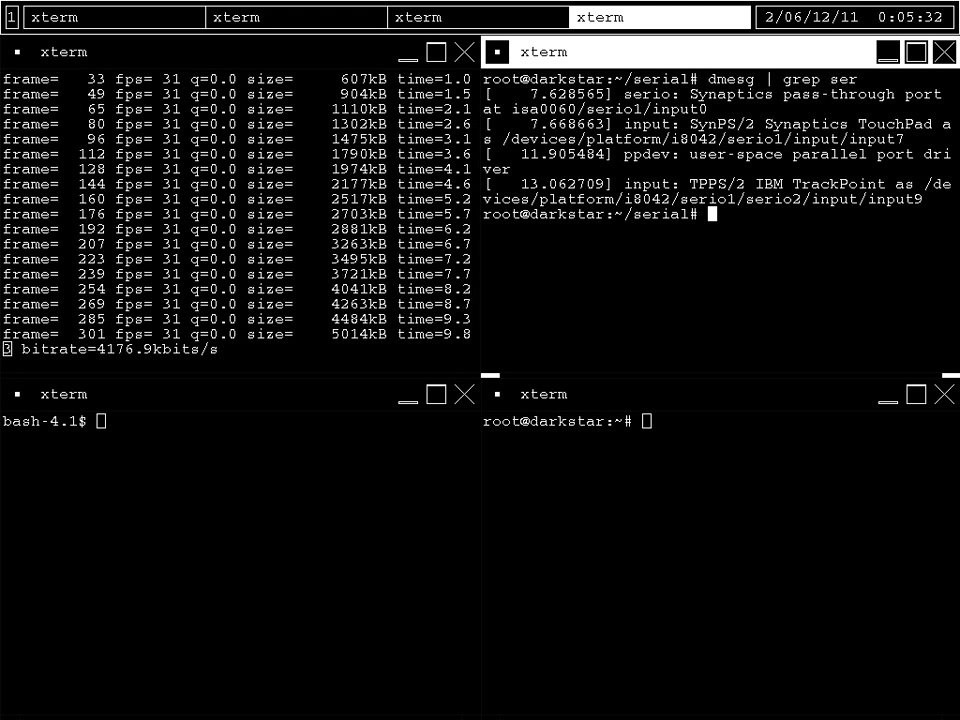 1 xterm xterm xterm xterm 2/06/12/11 0:05:32
xterm
frame= 33 fps= 31 q=0.0 size= 607kB time=1.0
frame= 49 fps= 31 q=0.0 size= 904kB time=1.5
frame= 65 fps= 31 q=0.0 size= 1110kB time=2.1
frame= 80 fps= 31 q=0.0 size= 1302kB time=2.6
frame= 96 fps= 31 q=0.0 size= 1475kB time=3.1
frame= 112 fps= 31 q=0.0 size= 1790kB time=3.6
frame= 128 fps= 31 q=0.0 size= 1974kB time=4.1
frame= 144 fps= 31 q=0.0 size= 2177kB time=4.6
frame= 160 fps= 31 q=0.0 size= 2517kB time=5.2
frame= 176 fps= 31 q=0.0 size= 2703kB time=5.7
frame= 192 fps= 31 q=0.0 size= 2881kB time=6.2
frame= 207 fps= 31 q=0.0 size= 3263kB time=6.7
frame= 223 fps= 31 q=0.0 size= 3495kB time=7.2
frame= 239 fps= 31 q=0.0 size= 3721kB time=7.7
frame= 254 fps= 31 q=0.0 size= 4041kB time=8.2
frame= 269 fps= 31 q=0.0 size= 4263kB time=8.7
frame= 285 fps= 31 q=0.0 size= 4484kB time=9.3
frame= 301 fps= 31 q=0.0 size= 5014kB time=9.8
3 bitrate=4176.9kbits/s
xterm
root@darkstar:~/serial# dmesg | grep ser
[ 7.628565] serio: Synaptics pass-through port
at isa0060/serio1/input0
[ 7.668663] input: SynPS/2 Synaptics TouchPad a
s /devices/platform/i8042/serio1/input/input7
[ 11.905484] ppdev: user-space parallel port dri
ver
[ 13.062709] input: TPPS/2 IBM TrackPoint as /de
vices/platform/i8042/serio1/serio2/input/input9
root@darkstar:~/serial#
xterm
bash-4.1$
xterm
root@darkstar:~#